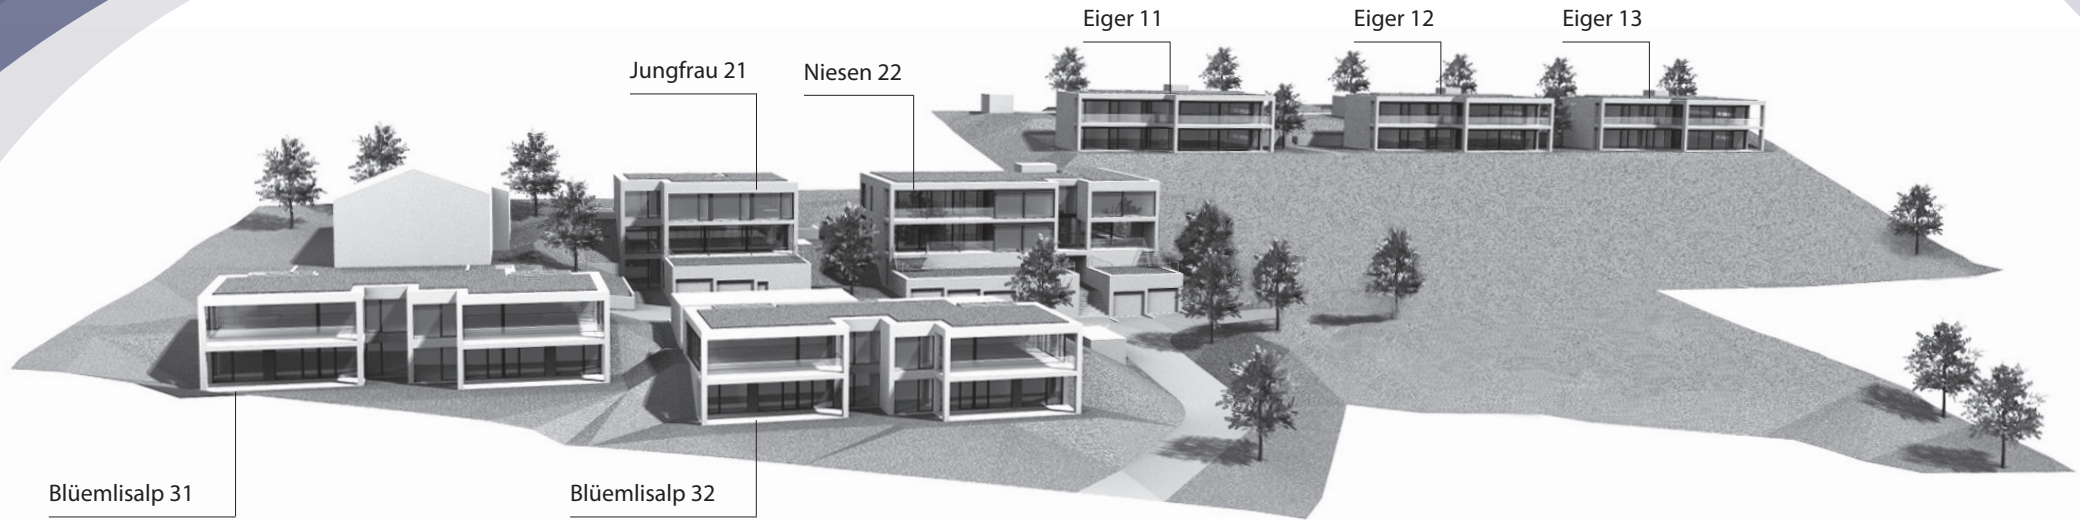 Eiger 11
Eiger 12
Eiger 13
Jungfrau 21
Niesen 22
Blüemlisalp 31
Blüemlisalp 32